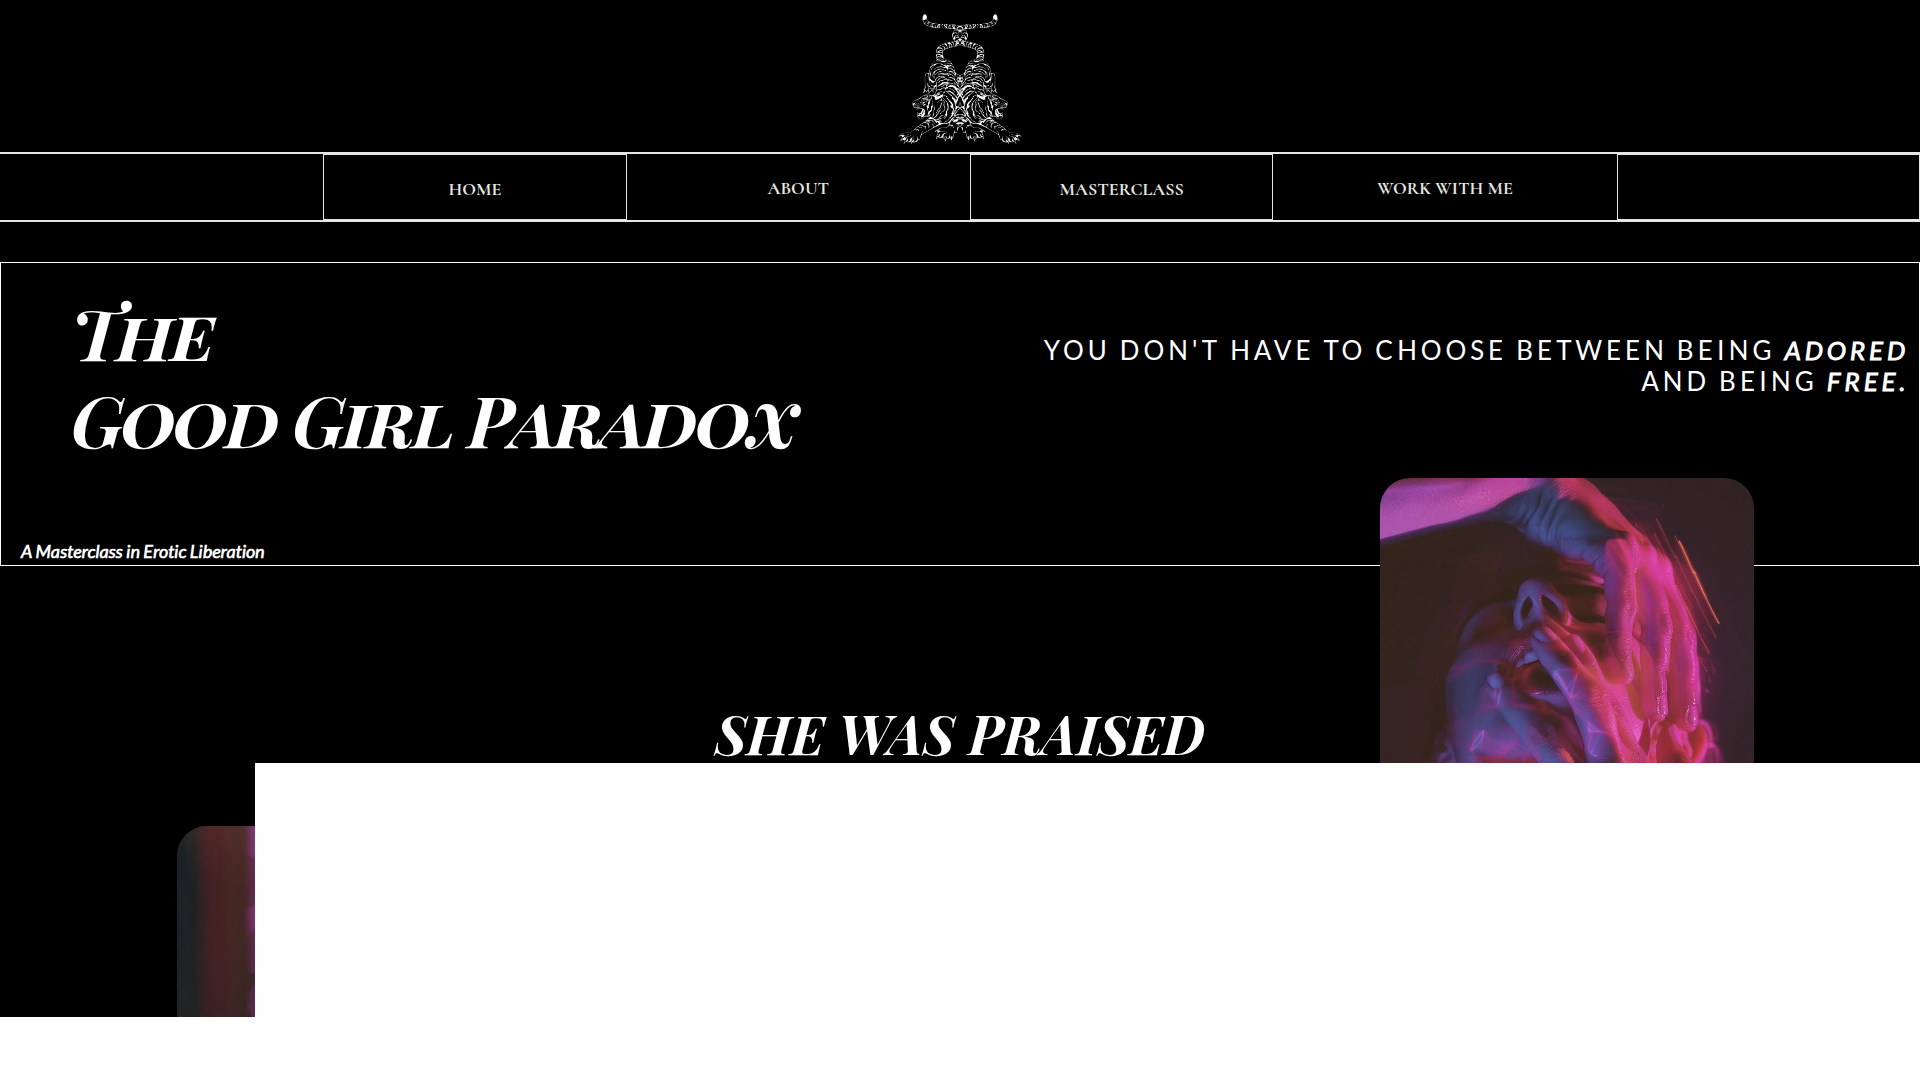 HOME
ABOUT
MASTERCLASS
WORK WITH ME
THE
GOOD GIRL PARADOX
YOU DON'T HAVE TO CHOOSE BETWEEN BEING ADORED
AND BEING FREE.
A Masterclass in Erotic Liberation
SHE WAS PRAISED